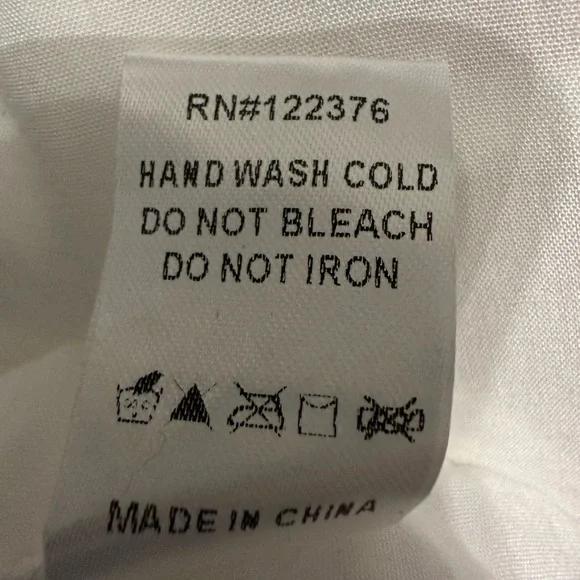 RN#122376
HAND WASH COLD
DO NOT BLEACH
DO NOT IRON
MADE IN CHINA